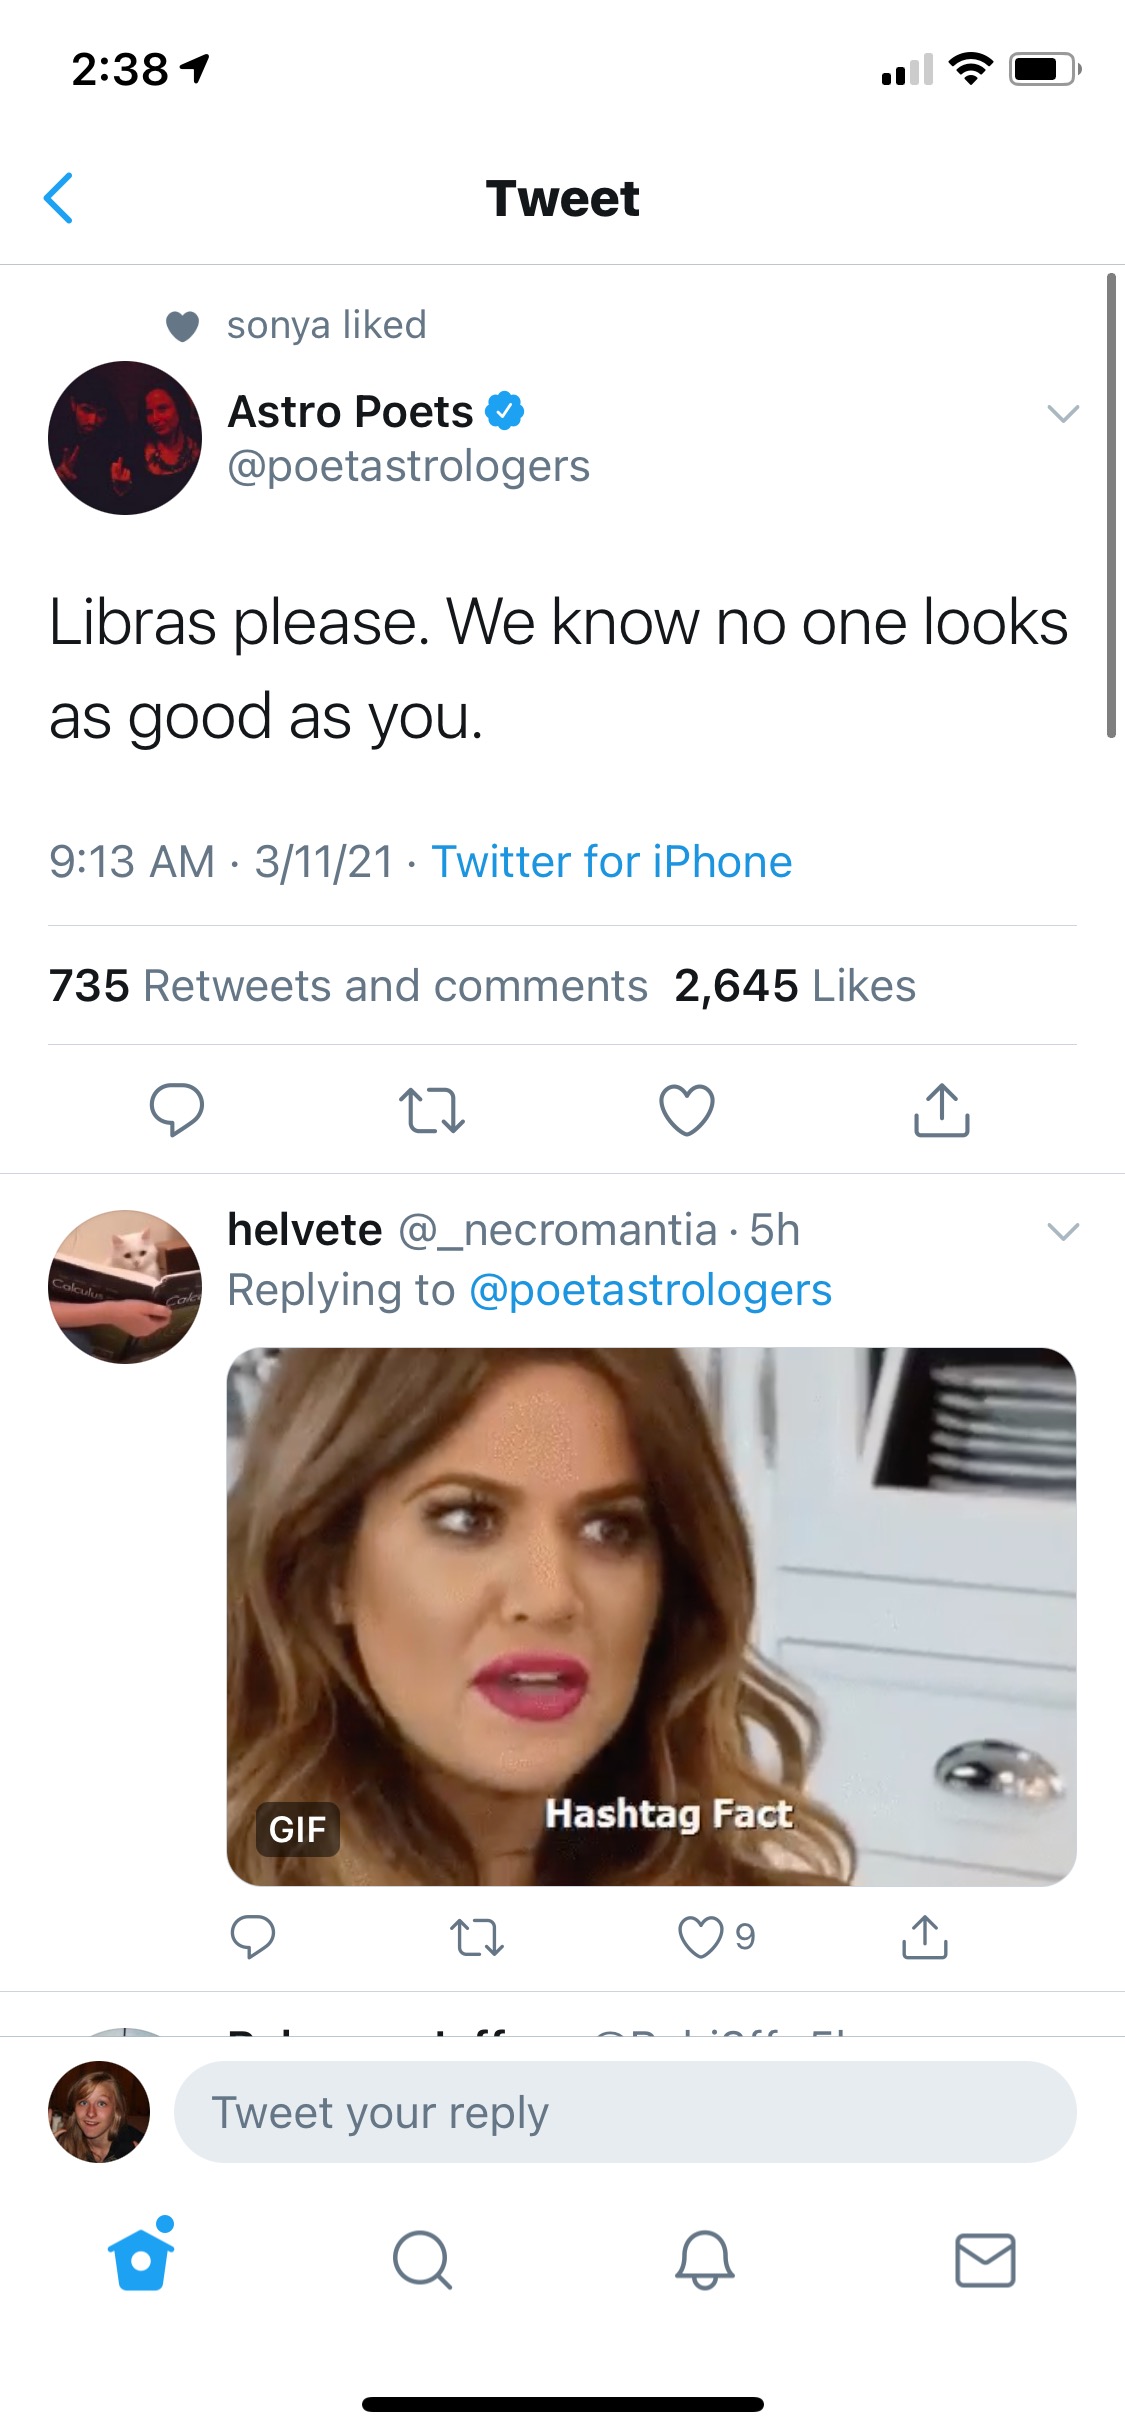 2:38
Tweet
sonya liked
Astro Poets
@poetastrologers
Libras please. We know no one looks
as good as you.
9:13 AM · 3/11/21 · Twitter for iPhone
735 Retweets and comments 2,645 Likes
helvete @_necromantia · 5h
Replying to @poetastrologers
Calculus
Hashtag Fact
GIF
9
Tweet your reply